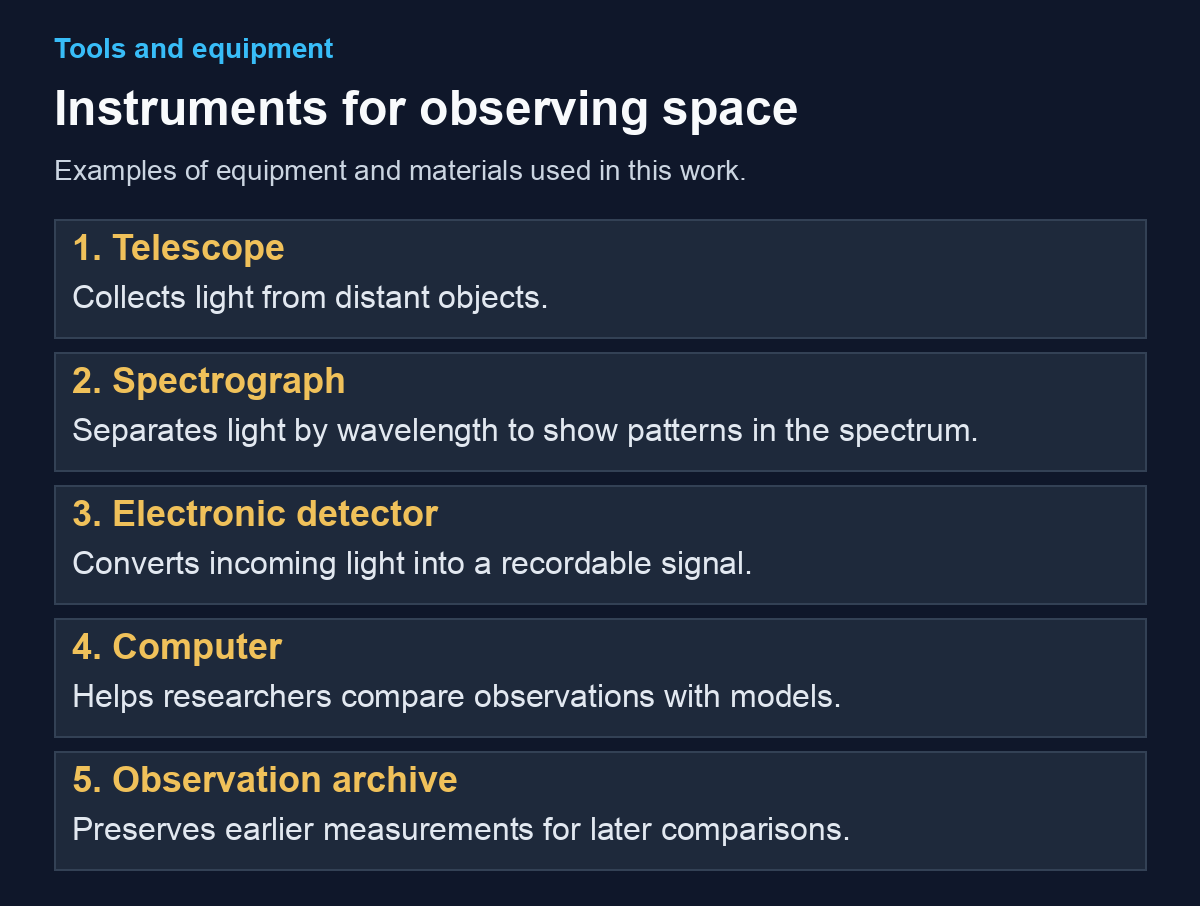 Tools and equipment
Instruments for observing space
Examples of equipment and materials used in this work.
1. Telescope
Collects light from distant objects.
2. Spectrograph
Separates light by wavelength to show patterns in the spectrum.
3. Electronic detector
Converts incoming light into a recordable signal.
4. Computer
Helps researchers compare observations with models.
5. Observation archive
Preserves earlier measurements for later comparisons.